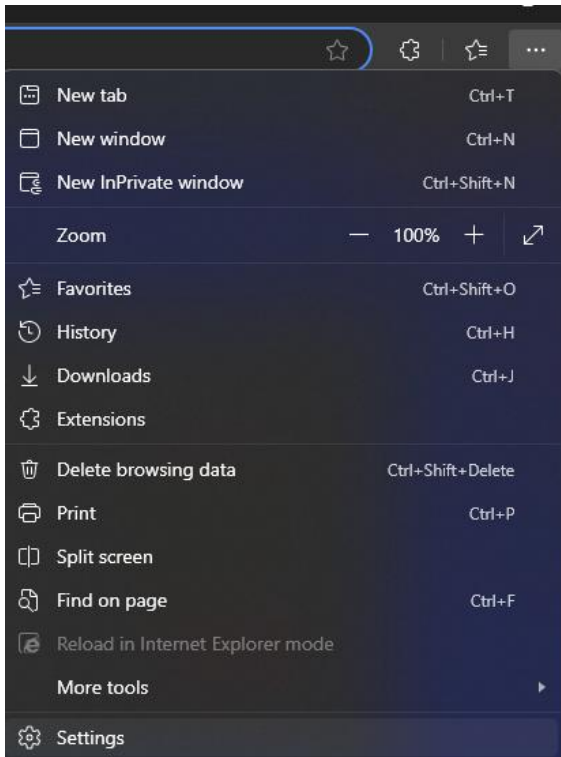 New tab Ctrl+T
New window Ctrl+N
New InPrivate window Ctrl+Shift+N
Zoom — 100% +
Favorites Ctrl+Shift+O
History Ctrl+H
Downloads Ctrl+J
Extensions
Delete browsing data Ctrl+Shift+Delete
Print Ctrl+P
Split screen
Find on page Ctrl+F
Reload in Internet Explorer mode
More tools
Settings